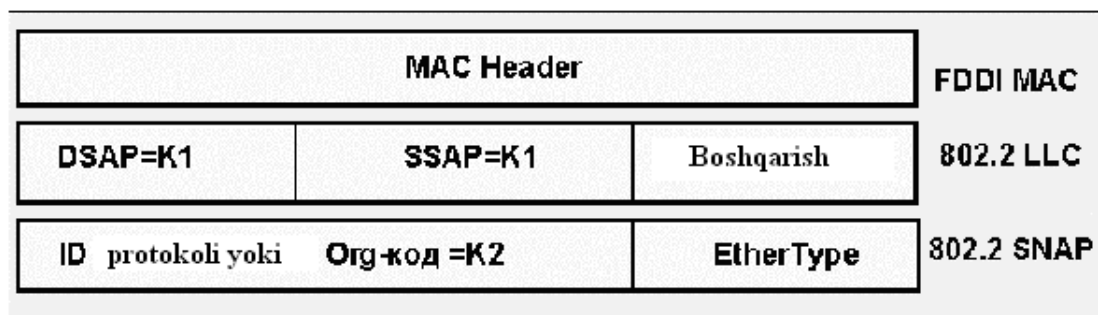 MAC Header FDDI MAC
DSAP=K1 SSAP=K1 Boshqarish 802.2 LLC
ID protokoli yoki Org-код =K2 EtherType 802.2 SNAP